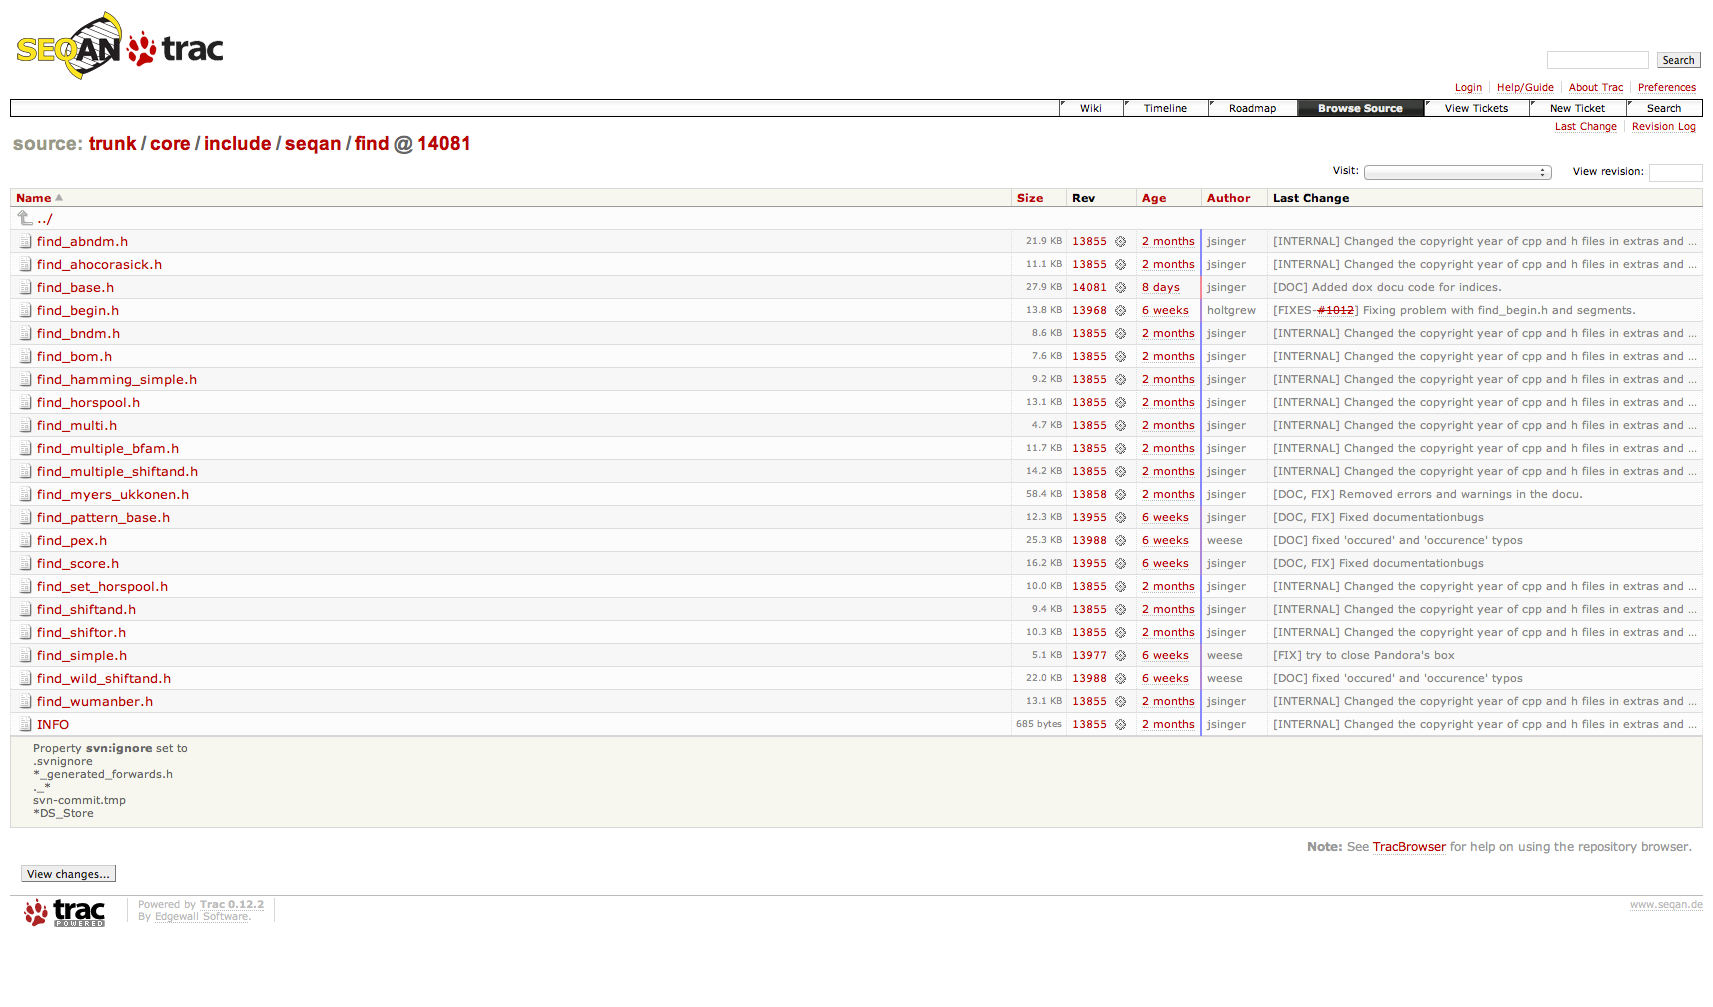 SEQAN trac
Search
Login Help/Guide About Trac Preferences
Wiki Timeline Roadmap Browse Source View Tickets New Ticket Search
Last Change Revision Log
source: trunk / core / include / seqan / find @ 14081
Visit: View revision:
Name Size Rev Age Author Last Change
../
find_abndm.h 21.9 KB 13855 2 months jsinger [INTERNAL] Changed the copyright year of cpp and h files in extras and ...
find_ahocorasick.h 11.1 KB 13855 2 months jsinger [INTERNAL] Changed the copyright year of cpp and h files in extras and ...
find_base.h 27.9 KB 14081 8 days jsinger [DOC] Added dox docu code for indices.
find_begin.h 13.8 KB 13968 6 weeks holtgrew [FIXES-#1012] Fixing problem with find_begin.h and segments.
find_bndm.h 8.6 KB 13855 2 months jsinger [INTERNAL] Changed the copyright year of cpp and h files in extras and ...
find_bom.h 7.6 KB 13855 2 months jsinger [INTERNAL] Changed the copyright year of cpp and h files in extras and ...
find_hamming_simple.h 9.2 KB 13855 2 months jsinger [INTERNAL] Changed the copyright year of cpp and h files in extras and ...
find_horspool.h 13.1 KB 13855 2 months jsinger [INTERNAL] Changed the copyright year of cpp and h files in extras and ...
find_multi.h 4.7 KB 13855 2 months jsinger [INTERNAL] Changed the copyright year of cpp and h files in extras and ...
find_multiple_bfam.h 11.7 KB 13855 2 months jsinger [INTERNAL] Changed the copyright year of cpp and h files in extras and ...
find_multiple_shiftand.h 14.2 KB 13855 2 months jsinger [INTERNAL] Changed the copyright year of cpp and h files in extras and ...
find_myers_ukkonen.h 58.4 KB 13858 2 months jsinger [DOC, FIX] Removed errors and warnings in the docu.
find_pattern_base.h 12.3 KB 13955 6 weeks jsinger [DOC, FIX] Fixed documentationbugs
find_pex.h 25.3 KB 13988 6 weeks weese [DOC] fixed 'occured' and 'occurence' typos
find_score.h 16.2 KB 13955 6 weeks jsinger [DOC, FIX] Fixed documentationbugs
find_set_horspool.h 10.0 KB 13855 2 months jsinger [INTERNAL] Changed the copyright year of cpp and h files in extras and ...
find_shiftand.h 9.4 KB 13855 2 months jsinger [INTERNAL] Changed the copyright year of cpp and h files in extras and ...
find_shiftor.h 10.3 KB 13855 2 months jsinger [INTERNAL] Changed the copyright year of cpp and h files in extras and ...
find_simple.h 5.1 KB 13977 6 weeks weese [FIX] try to close Pandora's box
find_wild_shiftand.h 22.0 KB 13988 6 weeks weese [DOC] fixed 'occured' and 'occurence' typos
find_wumanber.h 13.1 KB 13855 2 months jsinger [INTERNAL] Changed the copyright year of cpp and h files in extras and ...
INFO 685 bytes 13855 2 months jsinger [INTERNAL] Changed the copyright year of cpp and h files in extras and ...
Property svn:ignore set to
.svnignore
*_generated_forwards.h
._*
svn-commit.tmp
*DS_Store
Note: See TracBrowser for help on using the repository browser.
View changes...
trac POWERED
Powered by Trac 0.12.2
By Edgewall Software.
www.seqan.de